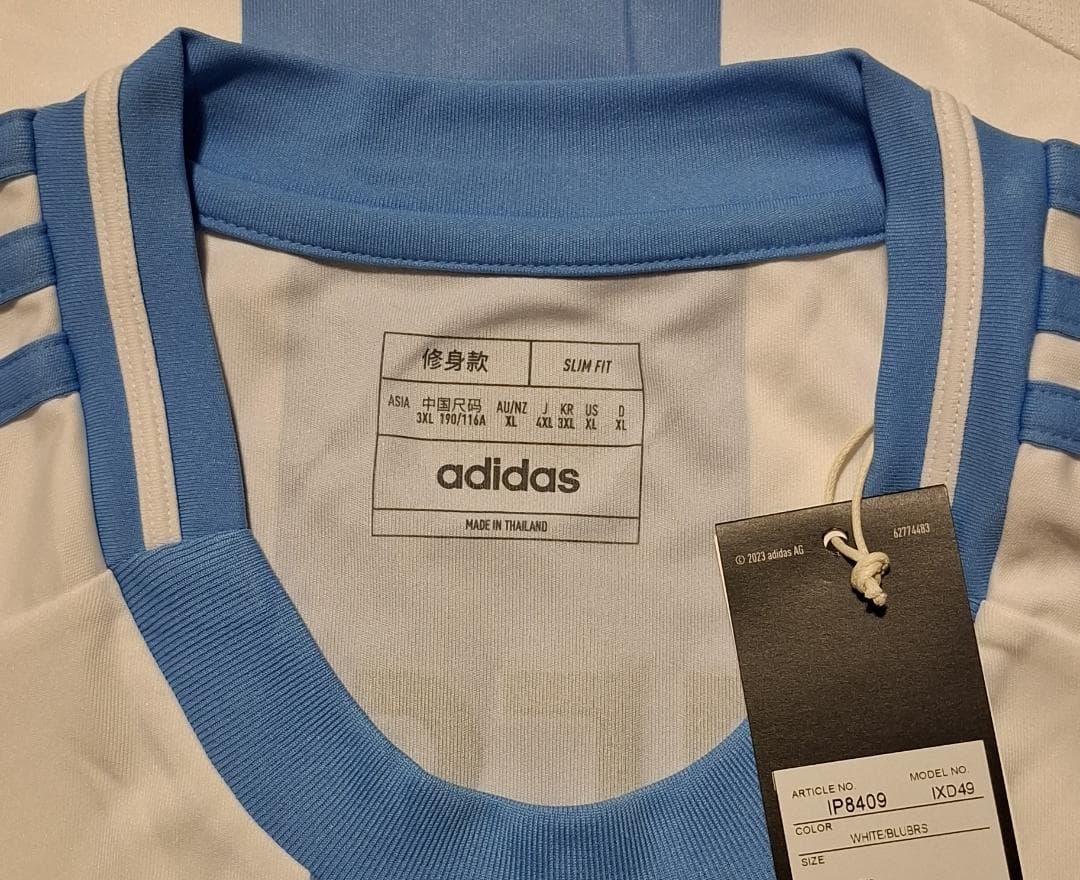 修身款 SLIM FIT
ASIA 中国尺码 AU/NZ J KR US D
3XL 190/116A XL 4XL 3XL XL XL
adidas
MADE IN THAILAND
© 2023 adidas AG 62774483
ARTICLE NO. MODEL NO.
IP8409 IXD49
COLOR WHITE/BLUBRS
SIZE